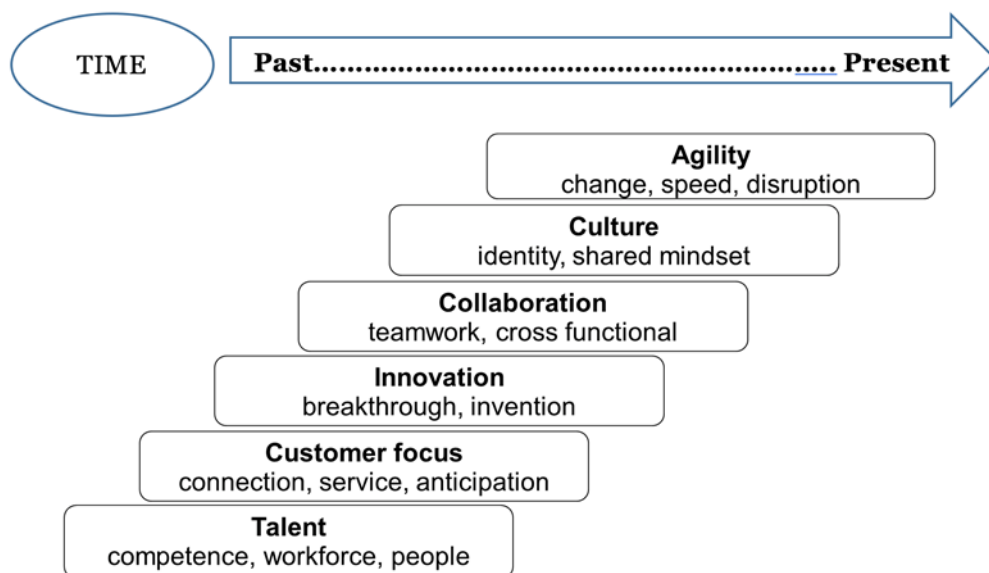 TIME
Past........................................................................ Present
Agility
change, speed, disruption
Culture
identity, shared mindset
Collaboration
teamwork, cross functional
Innovation
breakthrough, invention
Customer focus
connection, service, anticipation
Talent
competence, workforce, people